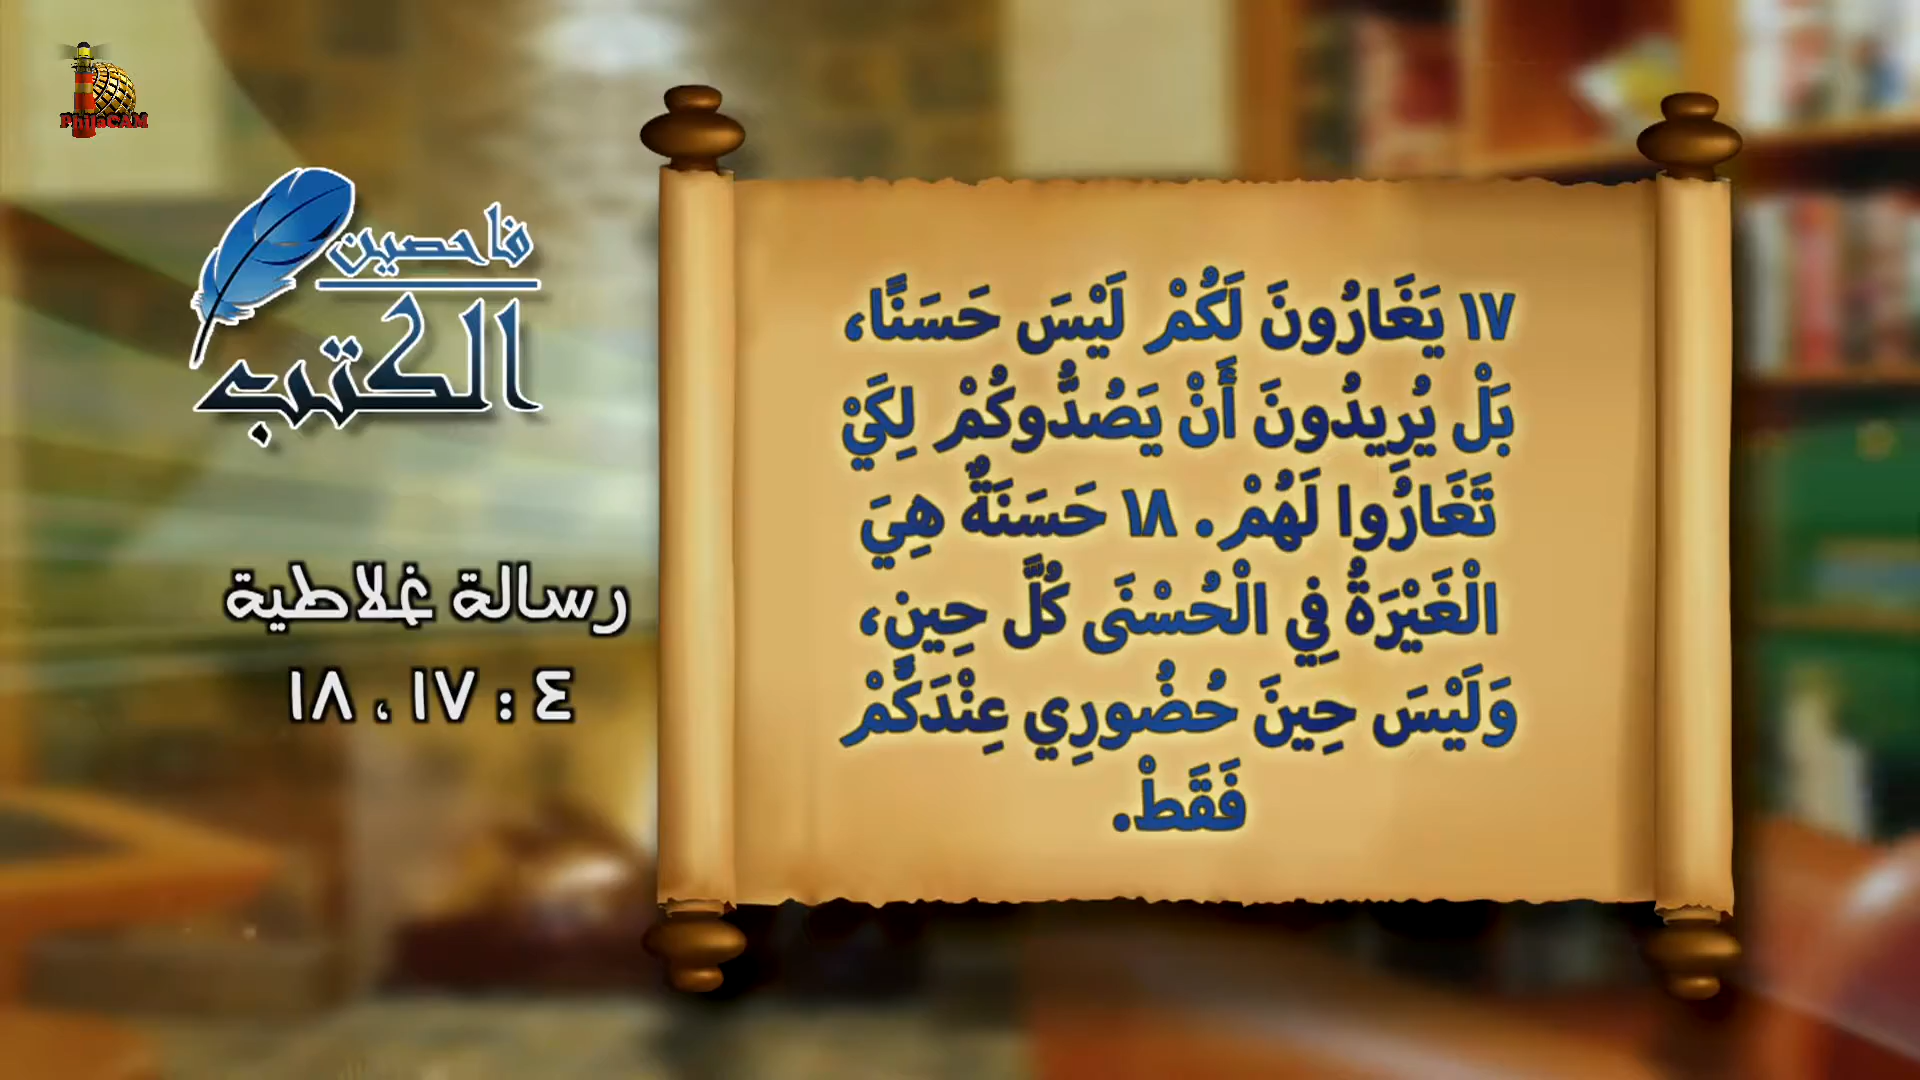 PhilaCAM
فاحصين
الكتب
رسالة غلاطية
٤ : ١٧ ، ١٨
١٧ يَغَارُونَ لَكُمْ لَيْسَ حَسَنًا،
بَلْ يُرِيدُونَ أَنْ يَصُدُّوكُمْ لِكَيْ
تَغَارُوا لَهُمْ. ١٨ حَسَنَةٌ هِيَ
الْغَيْرَةُ فِي الْحُسْنَى كُلَّ حِينٍ،
وَلَيْسَ حِينَ حُضُورِي عِنْدَكُمْ
فَقَطْ.